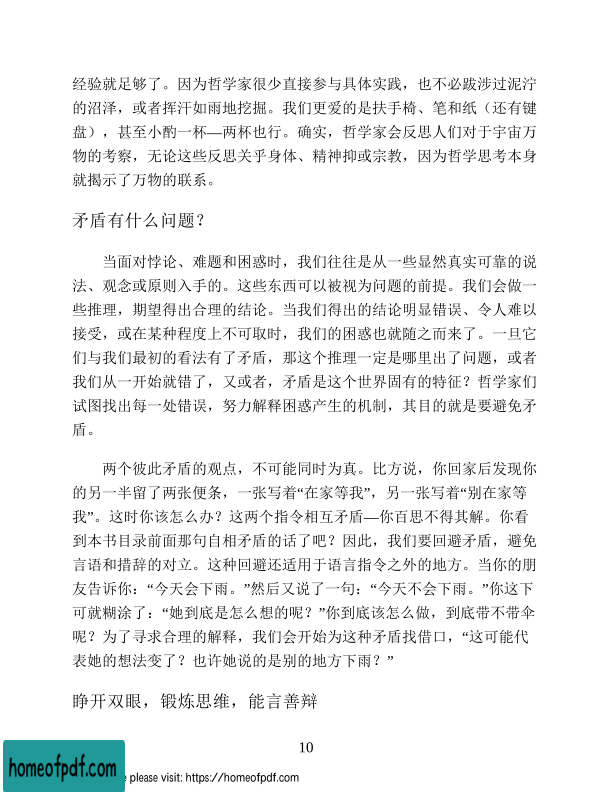 经验就足够了。因为哲学家很少直接参与具体实践，也不必跋涉过泥泞
的沼泽，或者挥汗如雨地挖掘。我们更爱的是扶手椅、笔和纸（还有键
盘），甚至小酌一杯—两杯也行。确实，哲学家会反思人们对于宇宙万
物的考察，无论这些反思关乎身体、精神抑或宗教，因为哲学思考本身
就揭示了万物的联系。
矛盾有什么问题？
当面对悖论、难题和困惑时，我们往往是从一些显然真实可靠的说
法、观念或原则入手的。这些东西可以被视为问题的前提。我们会做一
些推理，期望得出合理的结论。当我们得出的结论明显错误、令人难以
接受，或在某种程度上不可取时，我们的困惑也就随之而来了。一旦它
们与我们最初的看法有了矛盾，那这个推理一定是哪里出了问题，或者
我们从一开始就错了，又或者，矛盾是这个世界固有的特征？哲学家们
试图找出每一处错误，努力解释困惑产生的机制，其目的就是要避免矛
盾。
两个彼此矛盾的观点，不可能同时为真。比方说，你回家后发现你
的另一半留了两张便条，一张写着“在家等我”，另一张写着“别在家等
我”。这时你该怎么办？这两个指令相互矛盾—你百思不得其解。你看
到本书目录前面那句自相矛盾的话了吧？因此，我们要回避矛盾，避免
言语和措辞的对立。这种回避还适用于语言指令之外的地方。当你的朋
友告诉你：“今天会下雨。”然后又说了一句：“今天不会下雨。”你这下
可就糊涂了：“她到底是怎么想的呢？”你到底该怎么做，到底带不带伞
呢？为了寻求合理的解释，我们会开始为这种矛盾找借口，“这可能代
表她的想法变了？也许她说的是别的地方下雨？”
睁开双眼，锻炼思维，能言善辩
10
homeofpdf.com
e please visit: https://homeofpdf.com